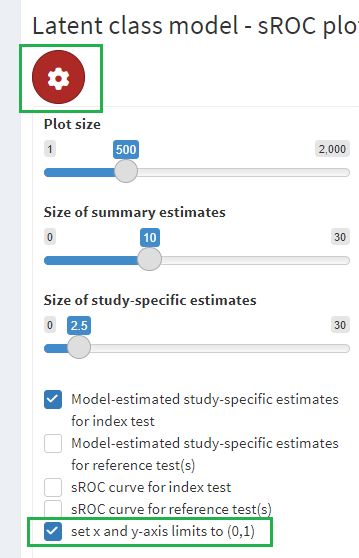 Latent class model - sROC plo
Plot size
1 500 2,000
Size of summary estimates
0 10 30
Size of study-specific estimates
0 2.5 30
Model-estimated study-specific estimates
for index test
Model-estimated study-specific estimates
for reference test(s)
sROC curve for index test
sROC curve for reference test(s)
set x and y-axis limits to (0,1)